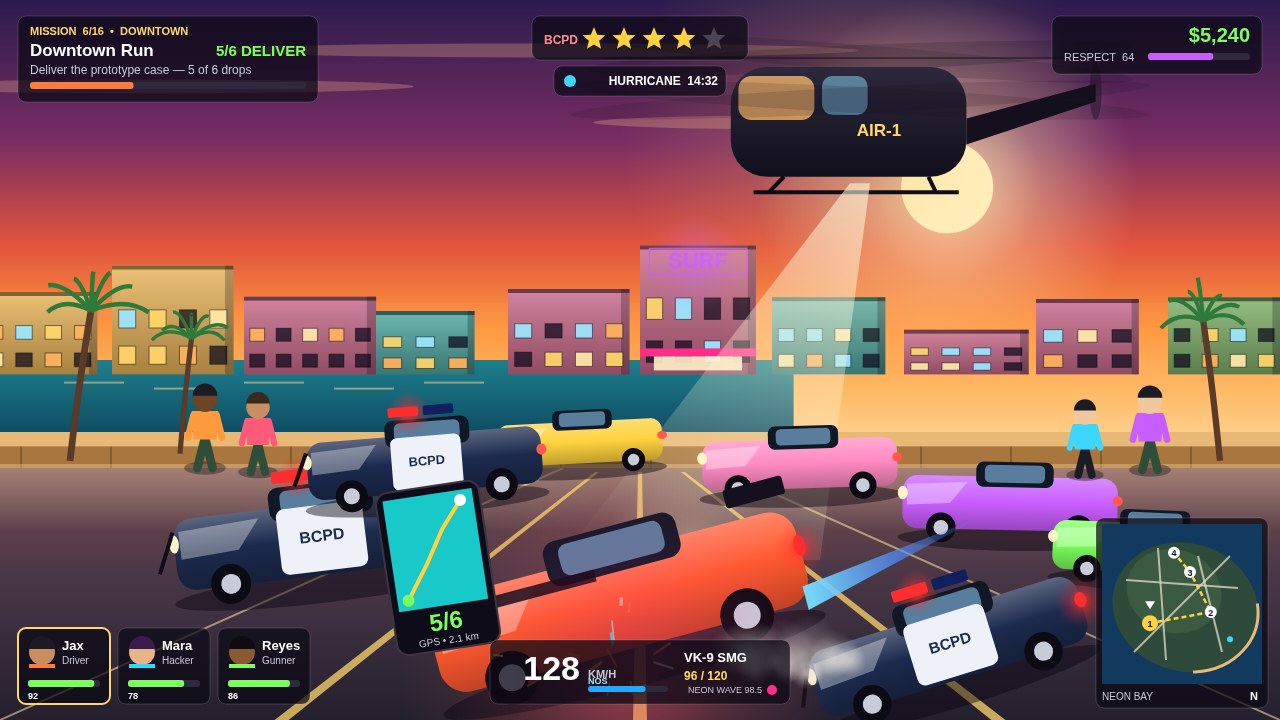 MISSION 6/16 • DOWNTOWN
Downtown Run 5/6 DELIVER
Deliver the prototype case — 5 of 6 drops
BCPD
HURRICANE 14:32
$5,240
RESPECT 64
AIR-1
SURF
BCPD
BCPD
BCPD
5/6
GPS • 2.1 km
Jax
Driver
92
Mara
Hacker
78
Reyes
Gunner
86
128 KM/H
NOS
VK-9 SMG
96 / 120
NEON WAVE 98.5
4
3
2
1
NEON BAY N